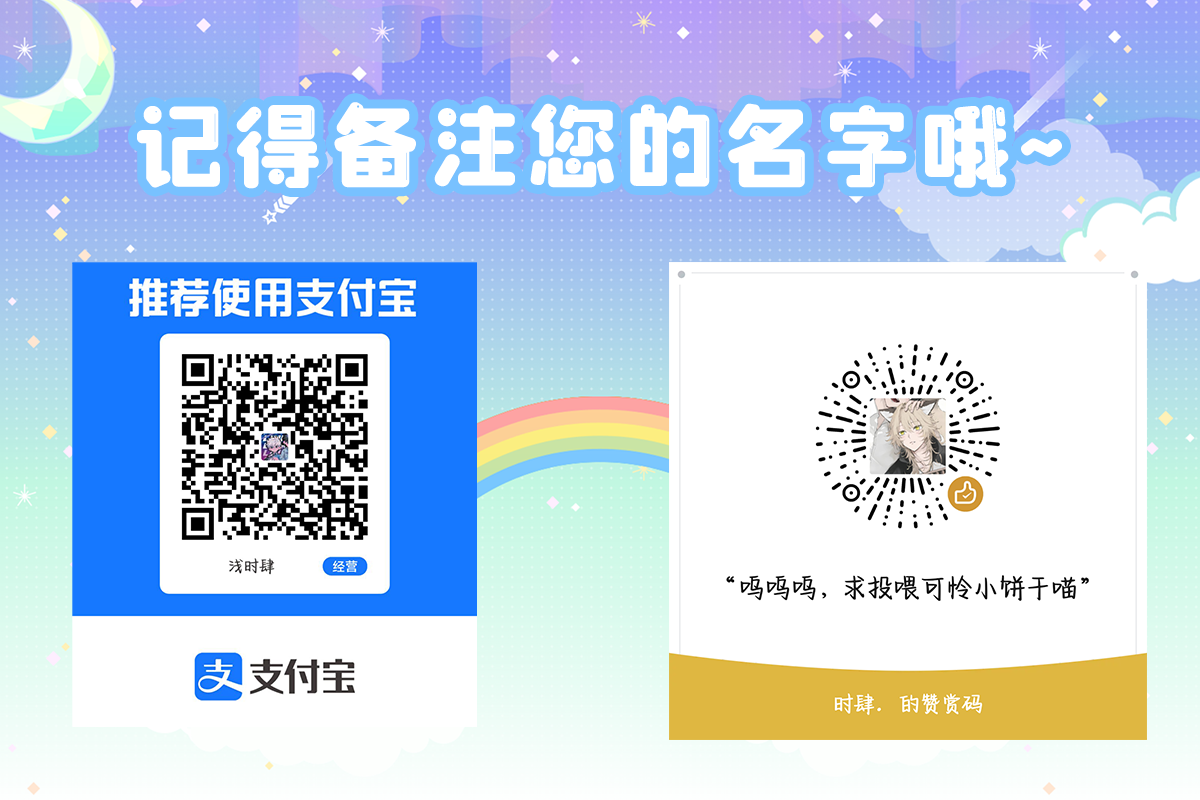 记得备注您的名字哦~
推荐使用支付宝
浅时肆
经营
支付宝
“呜呜呜，求投喂可怜小饼干喵”
时肆. 的赞赏码